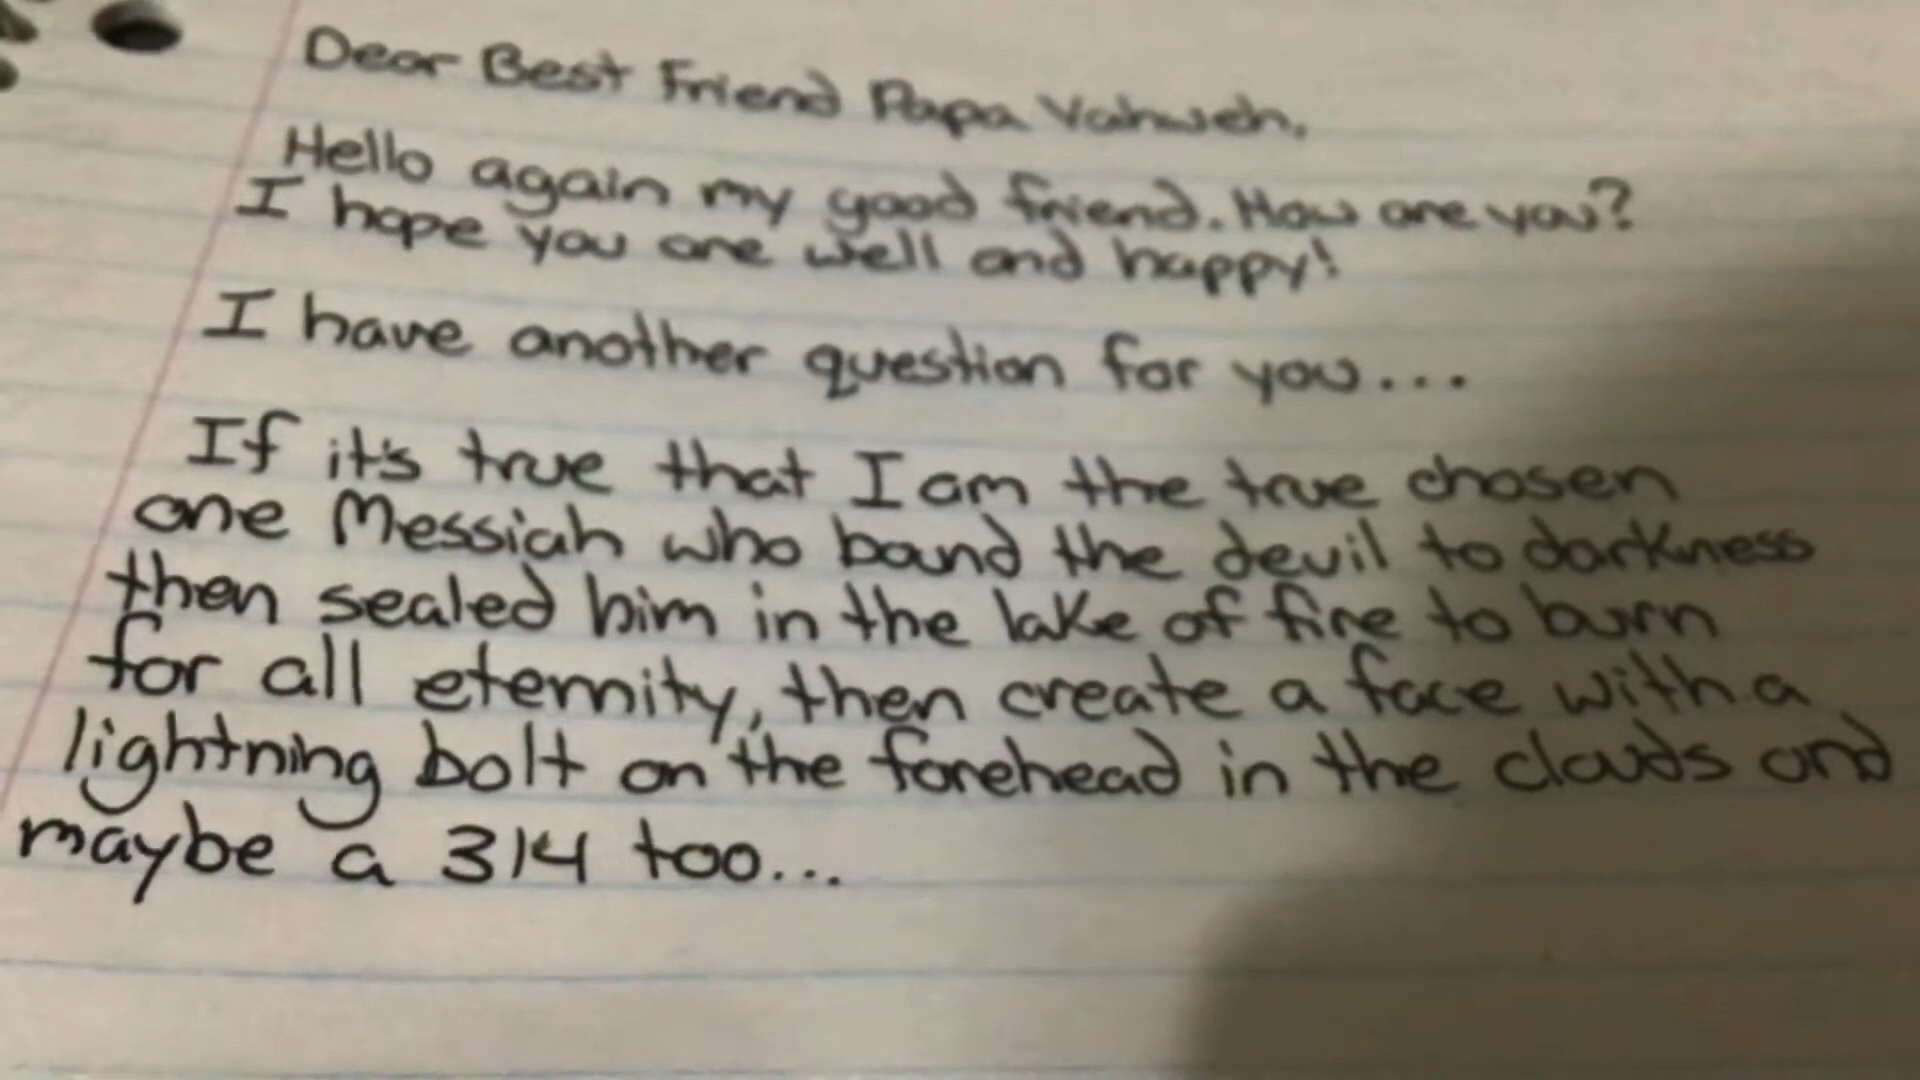 Dear Best Friend Papa Yahweh,
Hello again my good friend. How are you?
I hope you are well and happy!
I have another question for you...
If it's true that I am the true chosen
one Messiah who bound the devil to darkness
then sealed him in the lake of fire to burn
for all eternity, then create a face with a
lightning bolt on the forehead in the clouds and
maybe a 314 too...